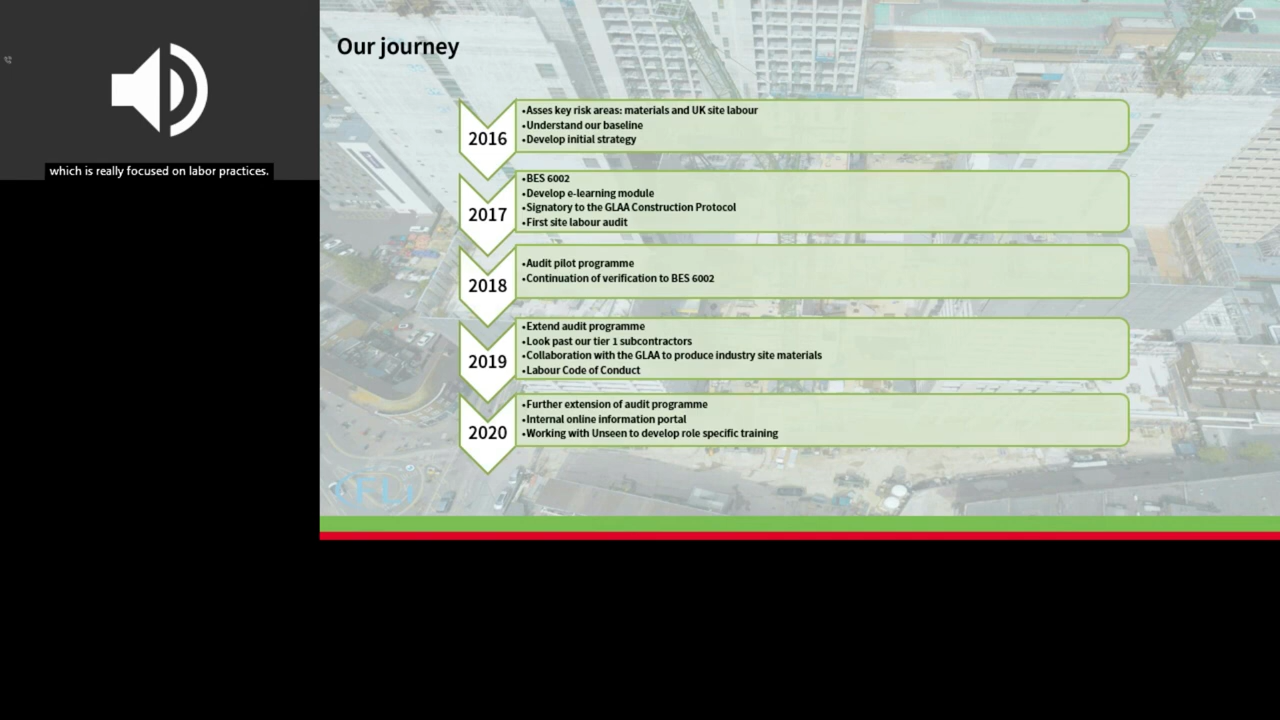 Our journey
which is really focused on labor practices.
2016
•Asses key risk areas: materials and UK site labour
•Understand our baseline
•Develop initial strategy
2017
•BES 6002
•Develop e-learning module
•Signatory to the GLAA Construction Protocol
•First site labour audit
2018
•Audit pilot programme
•Continuation of verification to BES 6002
2019
•Extend audit programme
•Look past our tier 1 subcontractors
•Collaboration with the GLAA to produce industry site materials
•Labour Code of Conduct
2020
•Further extension of audit programme
•Internal online information portal
•Working with Unseen to develop role specific training